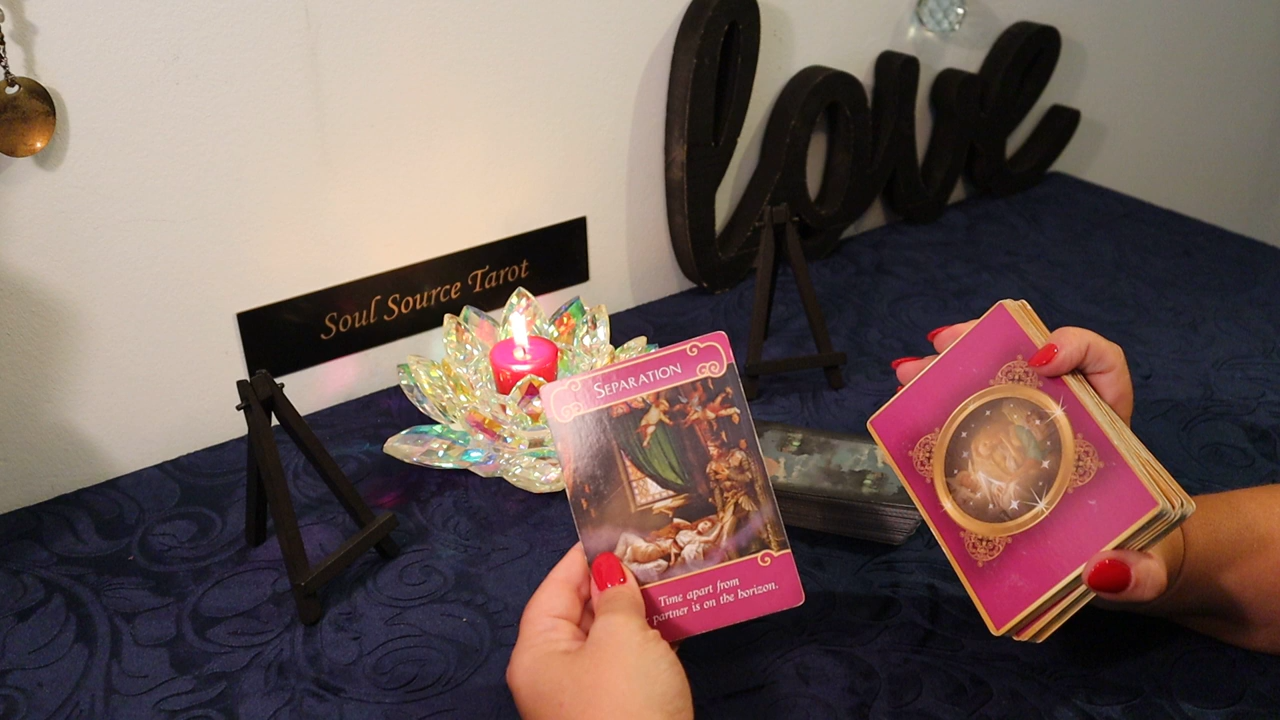 love
Soul Source Tarot
SEPARATION
Time apart from
partner is on the horizon.